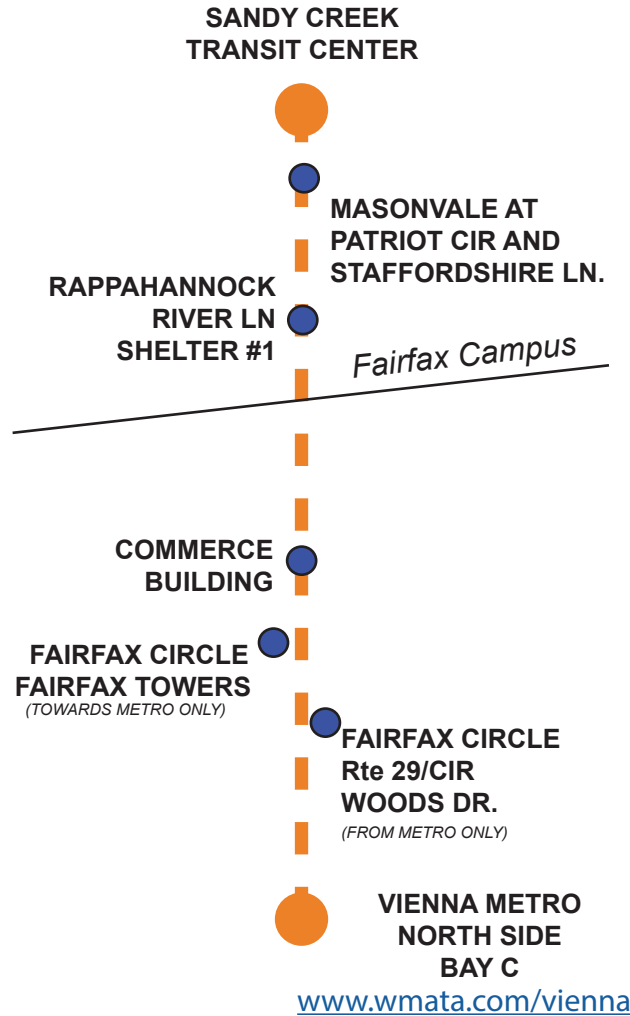 SANDY CREEK
TRANSIT CENTER
MASONVALE AT
PATRIOT CIR AND
STAFFORDSHIRE LN.
RAPPAHANNOCK
RIVER LN
SHELTER #1
Fairfax Campus
COMMERCE
BUILDING
FAIRFAX CIRCLE
FAIRFAX TOWERS
(TOWARDS METRO ONLY)
FAIRFAX CIRCLE
Rte 29/CIR
WOODS DR.
(FROM METRO ONLY)
VIENNA METRO
NORTH SIDE
BAY C
www.wmata.com/vienna